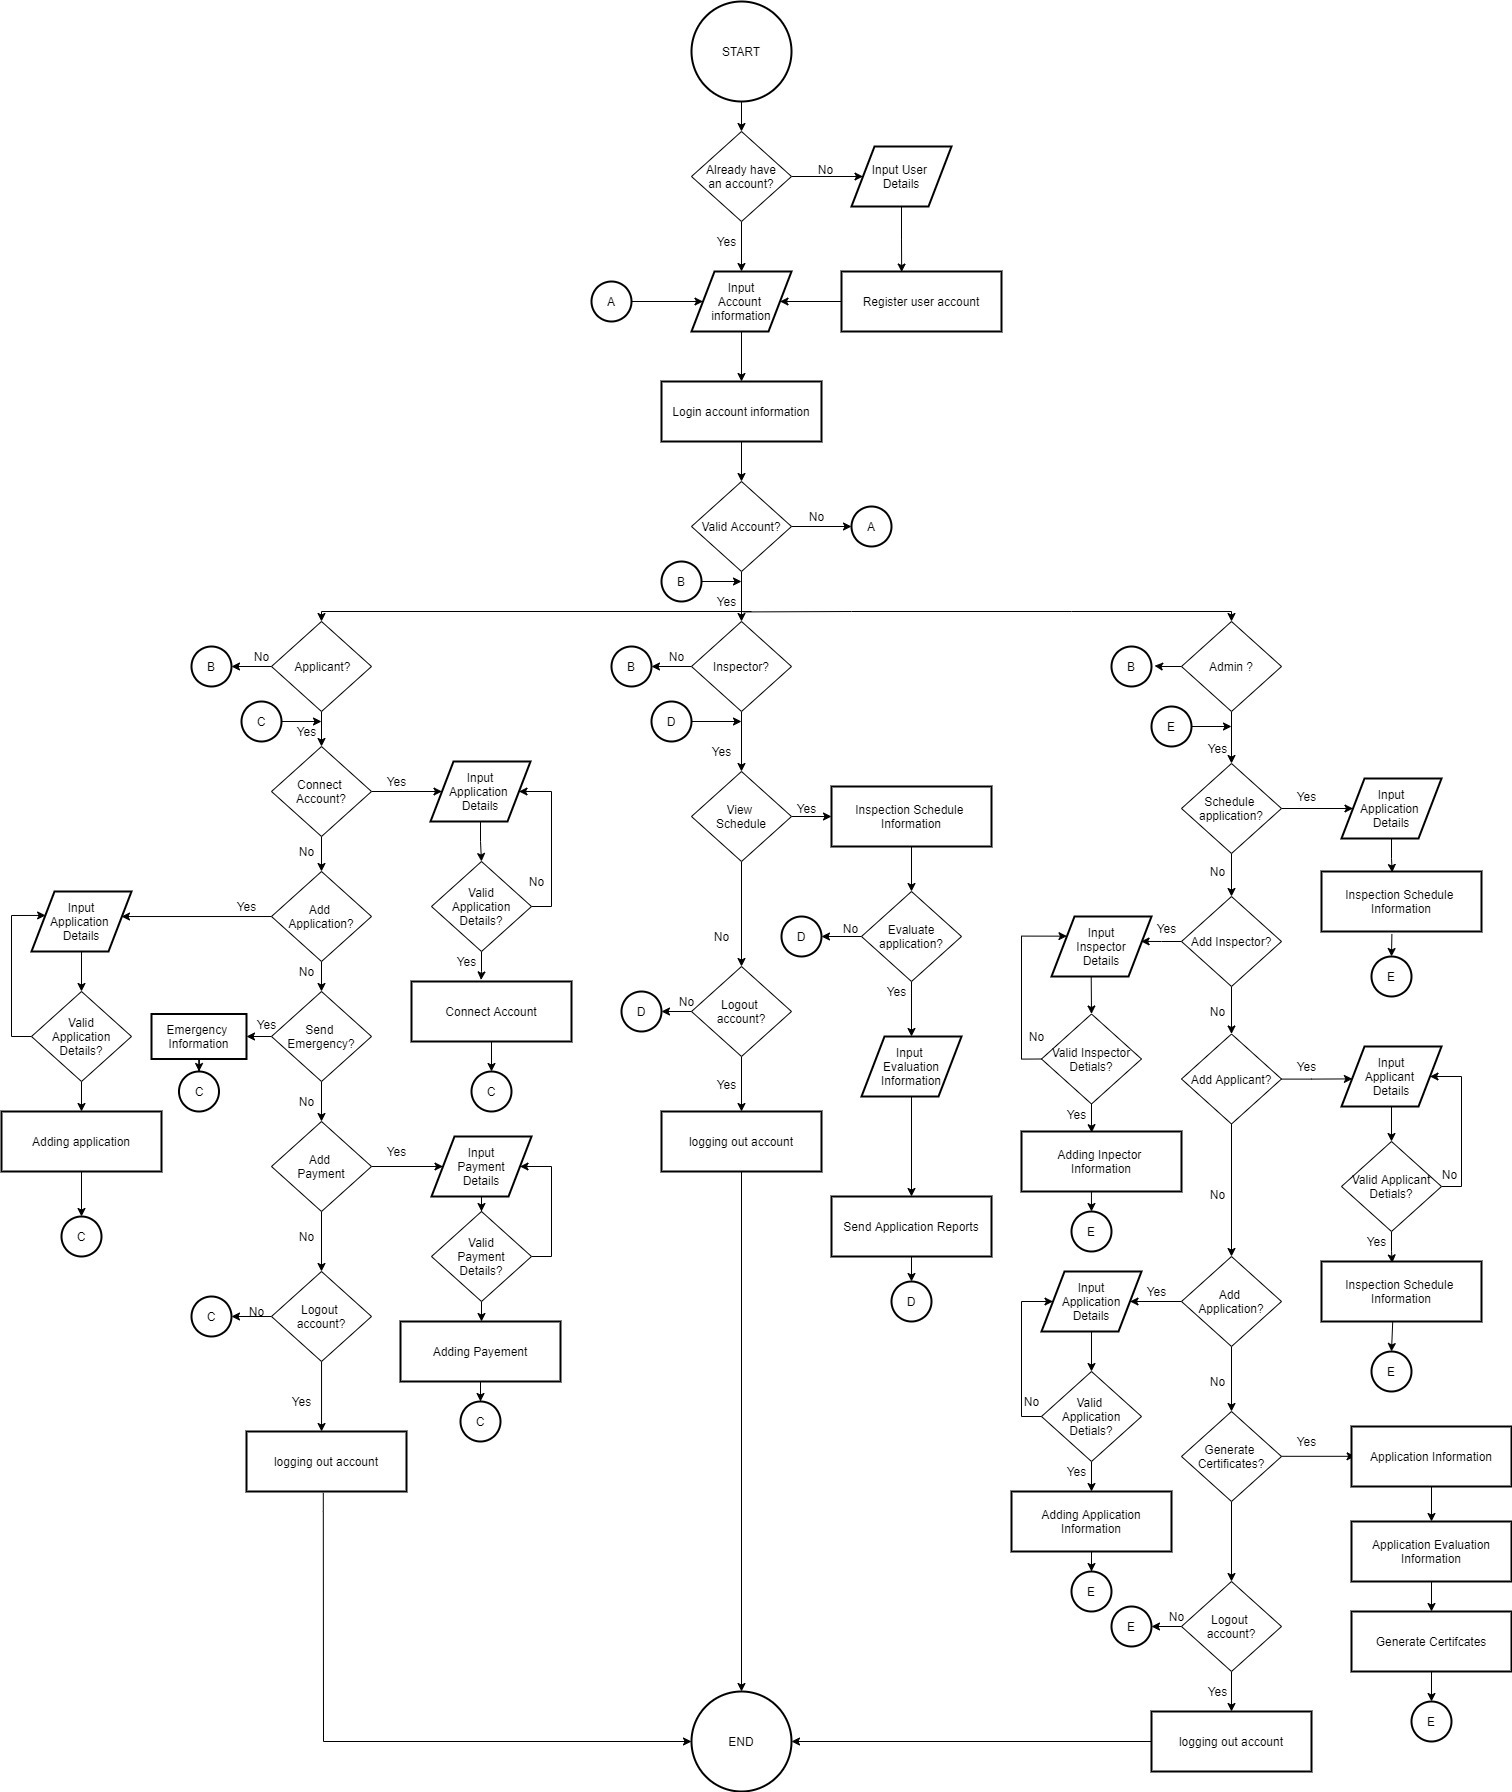 START
Already have
an account?
No
Input User
Details
Yes
A
Input
Account
information
Register user account
Login account information
Valid Account?
No
A
B
Yes
B
No
Applicant?
B
No
Inspector?
B
Admin ?
C
Yes
D
Yes
E
Yes
Connect
Account?
Yes
Input
Application
Details
No
Valid
Application
Details?
No
Yes
Connect Account
C
Add
Application?
Yes
Input
Application
Details
Valid
Application
Details?
Adding application
C
No
Send
Emergency?
Yes
Emergency
Information
C
No
Add
Payment
Yes
Input
Payment
Details
Valid
Payment
Details?
Adding Payement
C
No
Logout
account?
No
C
Yes
logging out account
View
Schedule
Yes
Inspection Schedule
Information
Evaluate
application?
No
D
Yes
Input
Evaluation
Information
Send Application Reports
D
No
Logout
account?
No
D
Yes
logging out account
Schedule
application?
Yes
Input
Application
Details
Inspection Schedule
Information
E
No
Add Inspector?
Yes
Input
Inspector
Details
Valid Inspector
Detials?
No
Yes
Adding Inpector
Information
E
No
Add Applicant?
Yes
Input
Applicant
Details
Valid Applicant
Detials?
No
Yes
Inspection Schedule
Information
E
No
Add
Application?
Yes
Input
Application
Details
Valid
Application
Detials?
No
Yes
Adding Application
Information
E
No
Generate
Certificates?
Yes
Application Information
Application Evaluation
Information
Generate Certifcates
E
Logout
account?
No
E
Yes
logging out account
END